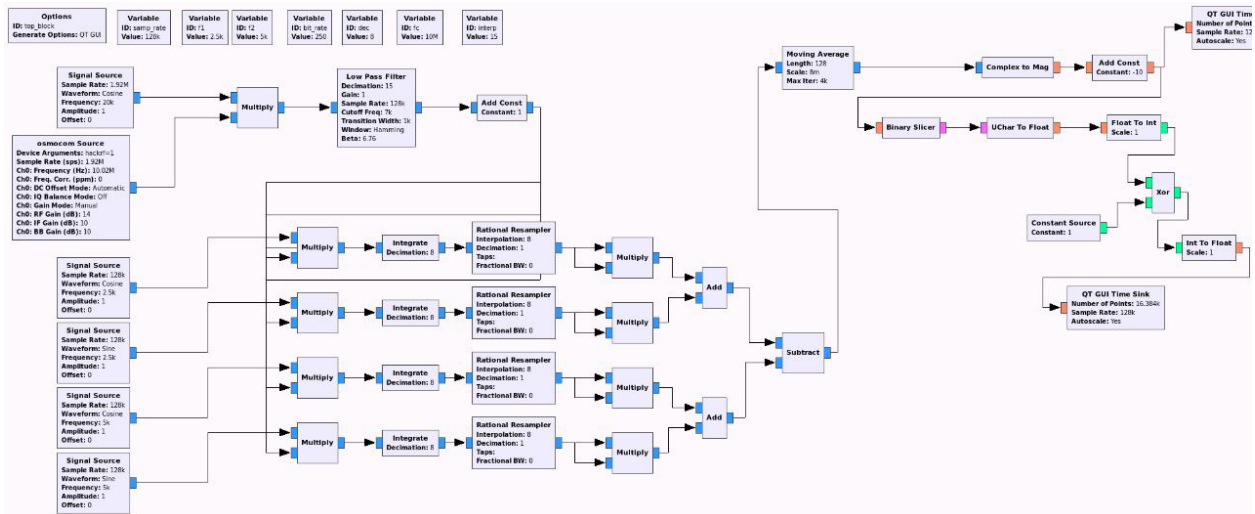 Options
ID: top_block
Generate Options: QT GUI
Variable
ID: samp_rate
Value: 128k
Variable
ID: f1
Value: 2.5k
Variable
ID: f2
Value: 5k
Variable
ID: bit_rate
Value: 250
Variable
ID: dec
Value: 8
Variable
ID: fc
Value: 10M
Variable
ID: interp
Value: 15
Signal Source
Sample Rate: 1.92M
Waveform: Cosine
Frequency: 20k
Amplitude: 1
Offset: 0
osmocom Source
Device Arguments: hackrf=1
Sample Rate (sps): 1.92M
Ch0: Frequency (Hz): 10.02M
Ch0: Freq. Corr. (ppm): 0
Ch0: DC Offset Mode: Automatic
Ch0: IQ Balance Mode: Off
Ch0: Gain Mode: Manual
Ch0: RF Gain (dB): 14
Ch0: IF Gain (dB): 10
Ch0: BB Gain (dB): 10
Multiply
Low Pass Filter
Decimation: 15
Gain: 1
Sample Rate: 128k
Cutoff Freq: 7k
Transition Width: 1k
Window: Hamming
Beta: 6.76
Add Const
Constant: 1
Signal Source
Sample Rate: 128k
Waveform: Cosine
Frequency: 2.5k
Amplitude: 1
Offset: 0
Signal Source
Sample Rate: 128k
Waveform: Sine
Frequency: 2.5k
Amplitude: 1
Offset: 0
Signal Source
Sample Rate: 128k
Waveform: Cosine
Frequency: 5k
Amplitude: 1
Offset: 0
Signal Source
Sample Rate: 128k
Waveform: Sine
Frequency: 5k
Amplitude: 1
Offset: 0
Multiply
Integrate
Decimation: 8
Rational Resampler
Interpolation: 8
Decimation: 1
Taps:
Fractional BW: 0
Multiply
Multiply
Integrate
Decimation: 8
Rational Resampler
Interpolation: 8
Decimation: 1
Taps:
Fractional BW: 0
Multiply
Add
Multiply
Integrate
Decimation: 8
Rational Resampler
Interpolation: 8
Decimation: 1
Taps:
Fractional BW: 0
Multiply
Multiply
Integrate
Decimation: 8
Rational Resampler
Interpolation: 8
Decimation: 1
Taps:
Fractional BW: 0
Multiply
Add
Subtract
Moving Average
Length: 128
Scale: 8m
Max Iter: 4k
Complex to Mag
Add Const
Constant: -10
QT GUI Time
Number of Point
Sample Rate: 12
Autoscale: Yes
Binary Slicer
UChar To Float
Float To Int
Scale: 1
Constant Source
Constant: 1
Xor
Int To Float
Scale: 1
QT GUI Time Sink
Number of Points: 16.384k
Sample Rate: 128k
Autoscale: Yes